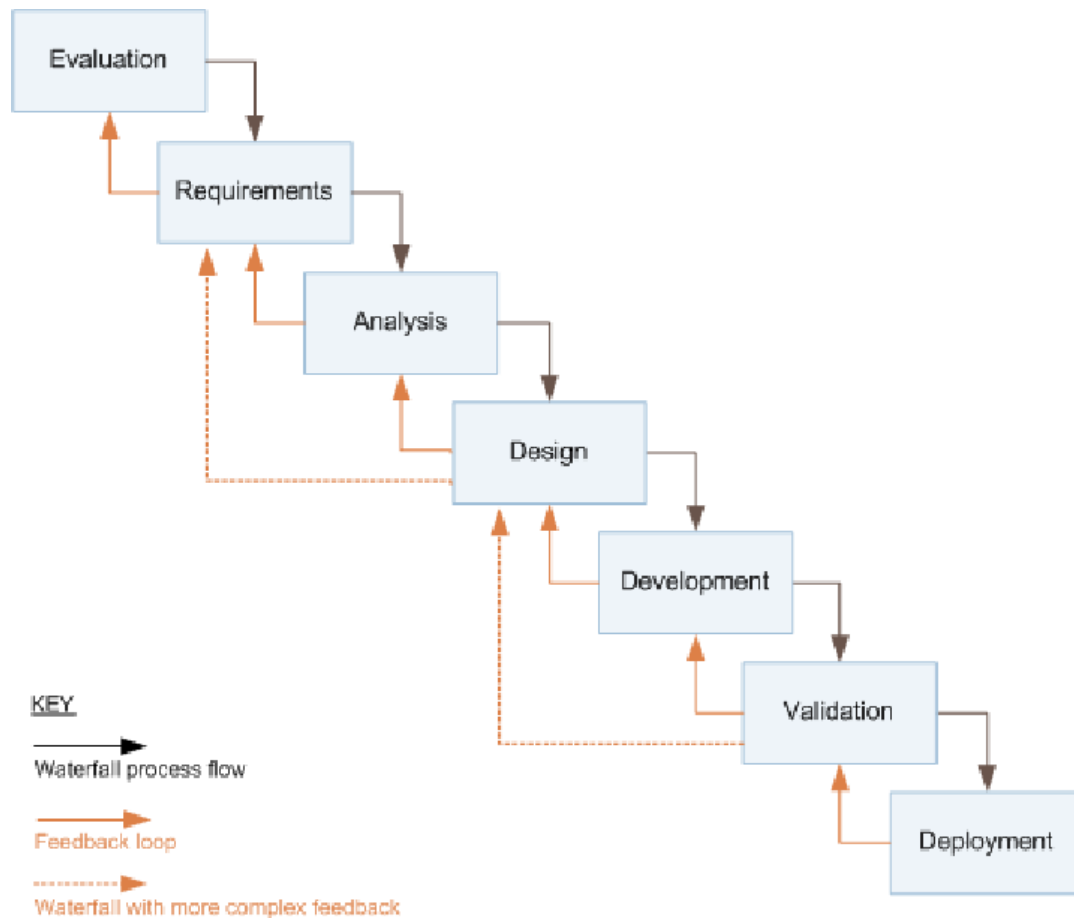 Evaluation
Requirements
Analysis
Design
Development
Validation
Deployment
KEY
Waterfall process flow
Feedback loop
Waterfall with more complex feedback